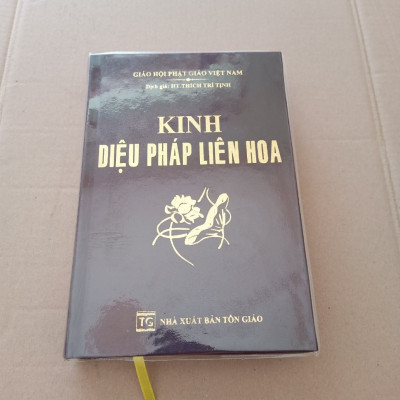 GIÁO HỘI PHẬT GIÁO VIỆT NAM
Dịch giả: HT.THÍCH TRÍ TỊNH
KINH
DIỆU PHÁP LIÊN HOA
TG
NHÀ XUẤT BẢN TÔN GIÁO